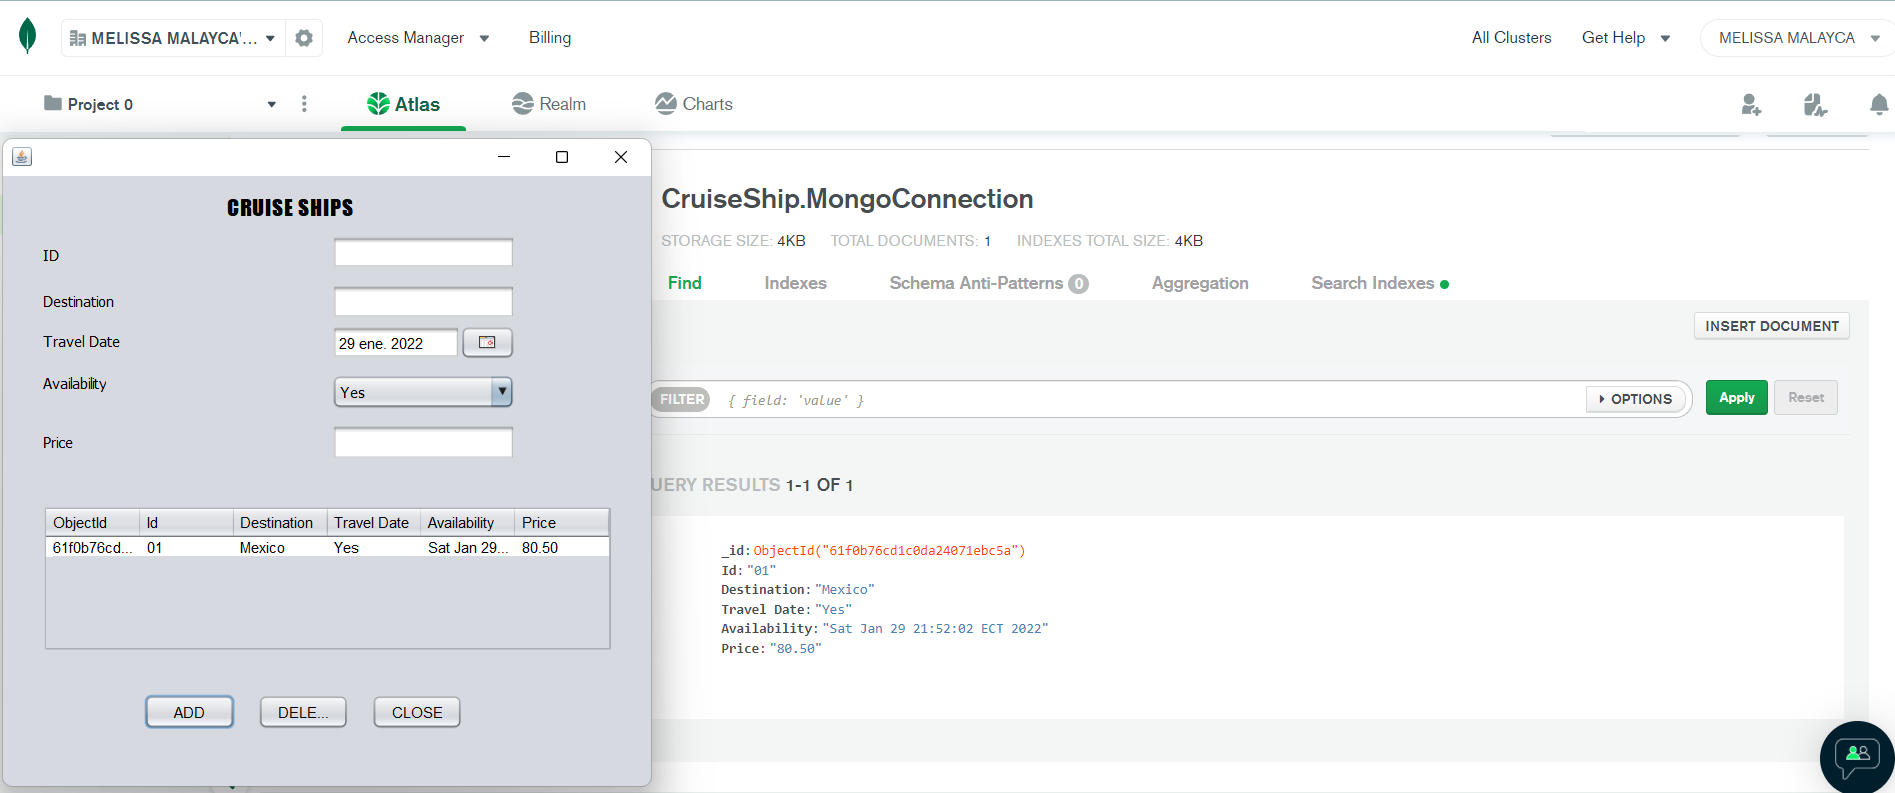 MELISSA MALAYCA'...
Access Manager
Billing
All Clusters
Get Help
MELISSA MALAYCA
Project 0
Atlas
Realm
Charts
CRUISE SHIPS
ID
Destination
Travel Date
29 ene. 2022
Availability
Yes
Price
ObjectId Id Destination Travel Date Availability Price
61f0b76cd... 01 Mexico Yes Sat Jan 29... 80.50
ADD
DELE...
CLOSE
CruiseShip.MongoConnection
STORAGE SIZE: 4KB TOTAL DOCUMENTS: 1 INDEXES TOTAL SIZE: 4KB
Find
Indexes
Schema Anti-Patterns 0
Aggregation
Search Indexes
INSERT DOCUMENT
FILTER { field: 'value' }
OPTIONS
Apply
Reset
UERY RESULTS 1-1 OF 1
_id: ObjectId("61f0b76cd1c0da24071ebc5a")
Id: "01"
Destination: "Mexico"
Travel Date: "Yes"
Availability: "Sat Jan 29 21:52:02 ECT 2022"
Price: "80.50"